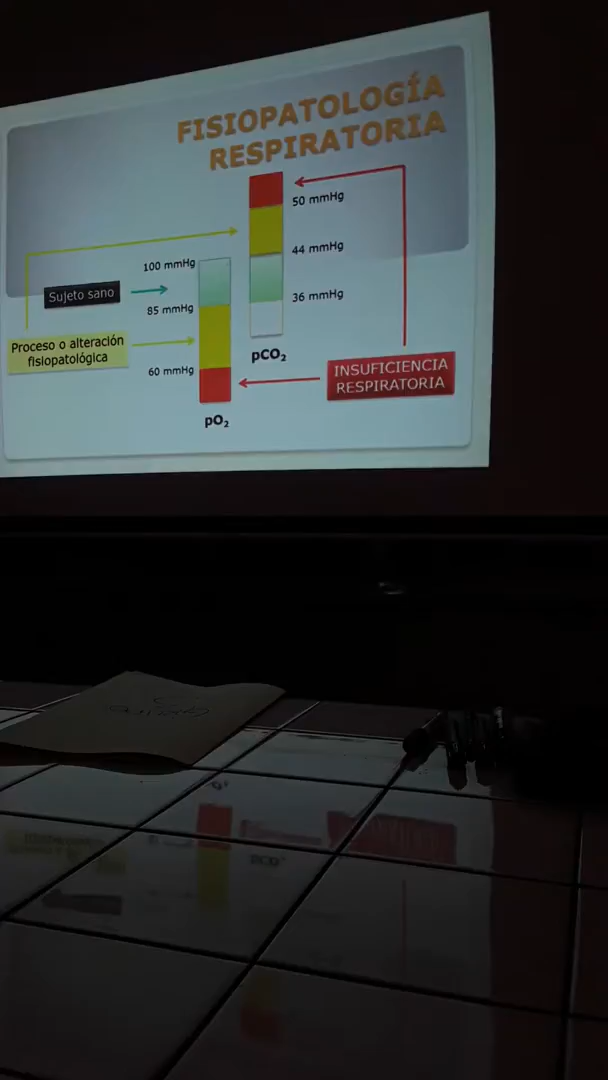 FISIOPATOLOGÍA
RESPIRATORIA
50 mmHg
44 mmHg
36 mmHg
pCO₂
100 mmHg
85 mmHg
60 mmHg
pO₂
Sujeto sano
Proceso o alteración
fisiopatológica
INSUFICIENCIA
RESPIRATORIA